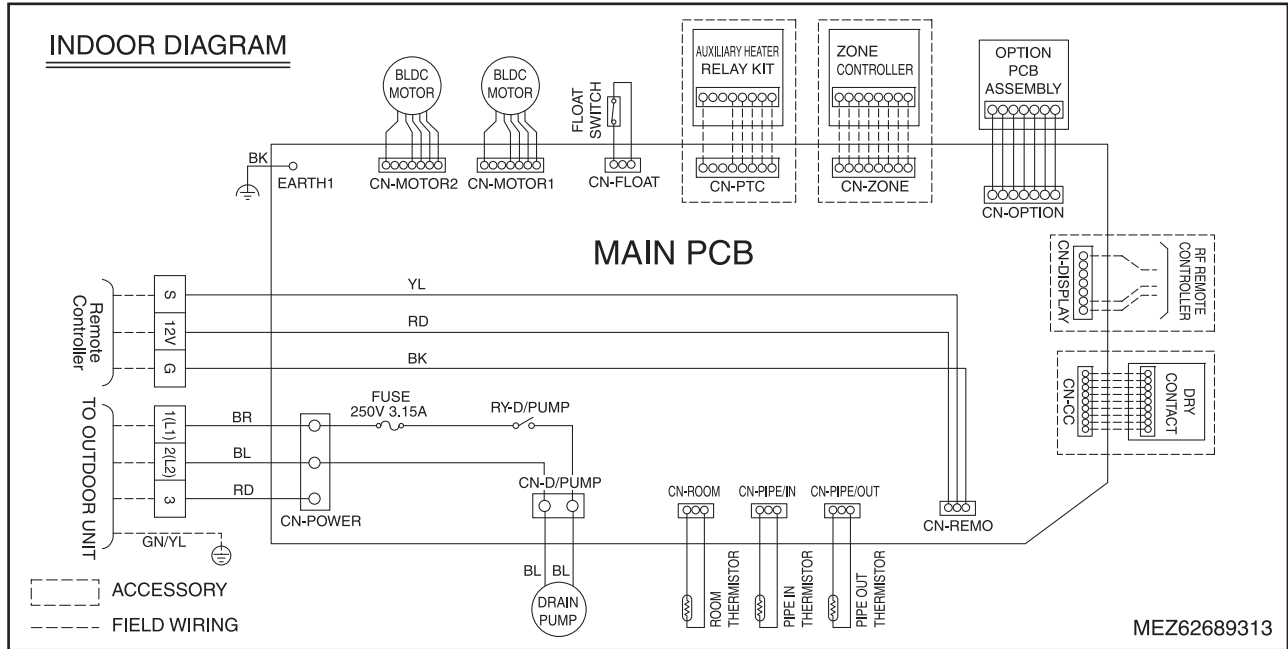 INDOOR DIAGRAM
BLDC
MOTOR
BLDC
MOTOR
FLOAT
SWITCH
AUXILIARY HEATER
RELAY KIT
ZONE
CONTROLLER
OPTION
PCB
ASSEMBLY
BK
EARTH1
CN-MOTOR2
CN-MOTOR1
CN-FLOAT
CN-PTC
CN-ZONE
CN-OPTION
MAIN PCB
CN-DISPLAY
RF REMOTE
CONTROLLER
Remote
Controller
S
12V
G
YL
RD
BK
CN-CC
DRY
CONTACT
TO OUTDOOR UNIT
1(L1)
2(L2)
3
BR
BL
RD
GN/YL
FUSE
250V 3.15A
RY-D/PUMP
CN-POWER
CN-D/PUMP
BL
BL
DRAIN
PUMP
CN-ROOM
CN-PIPE/IN
CN-PIPE/OUT
CN-REMO
ROOM
THERMISTOR
PIPE IN
THERMISTOR
PIPE OUT
THERMISTOR
ACCESSORY
FIELD WIRING
MEZ62689313